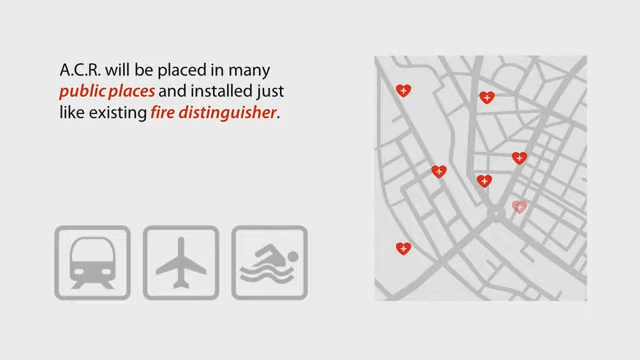 A.C.R. will be placed in many
public places and installed just
like existing fire distinguisher.